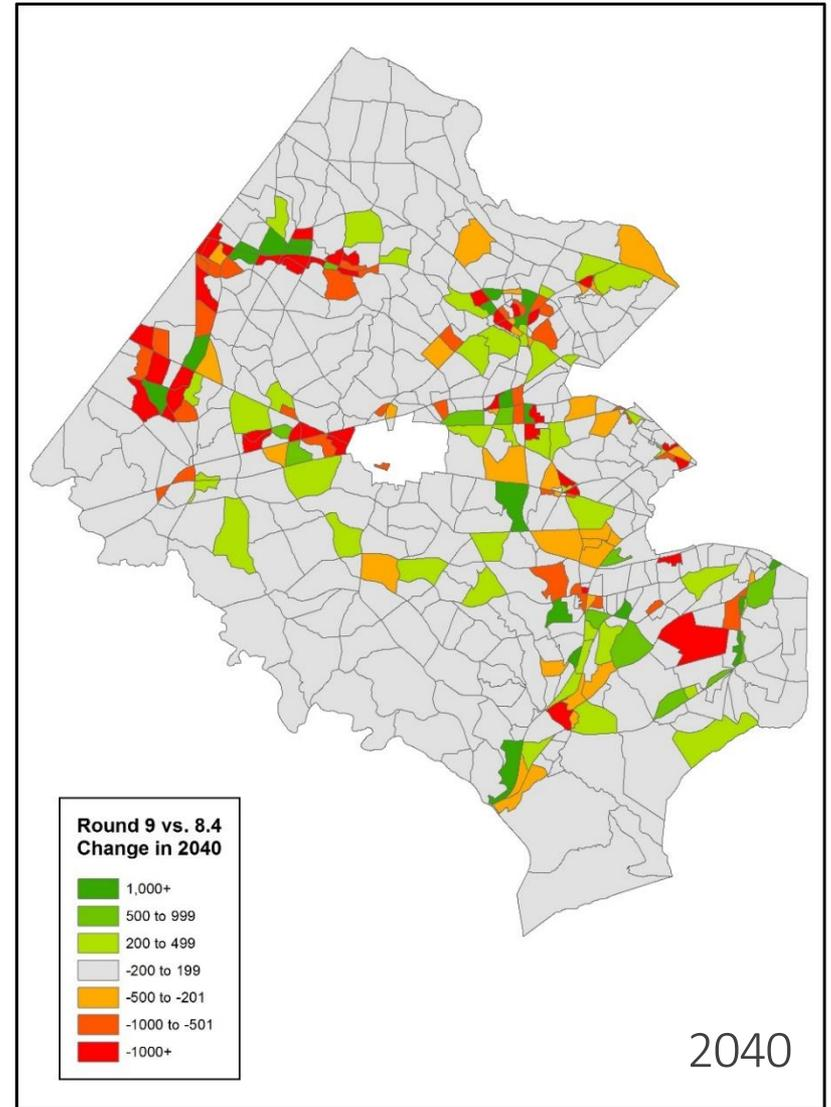 Round 9 vs. 8.4
Change in 2040
1,000+
500 to 999
200 to 499
-200 to 199
-500 to -201
-1000 to -501
-1000+
2040